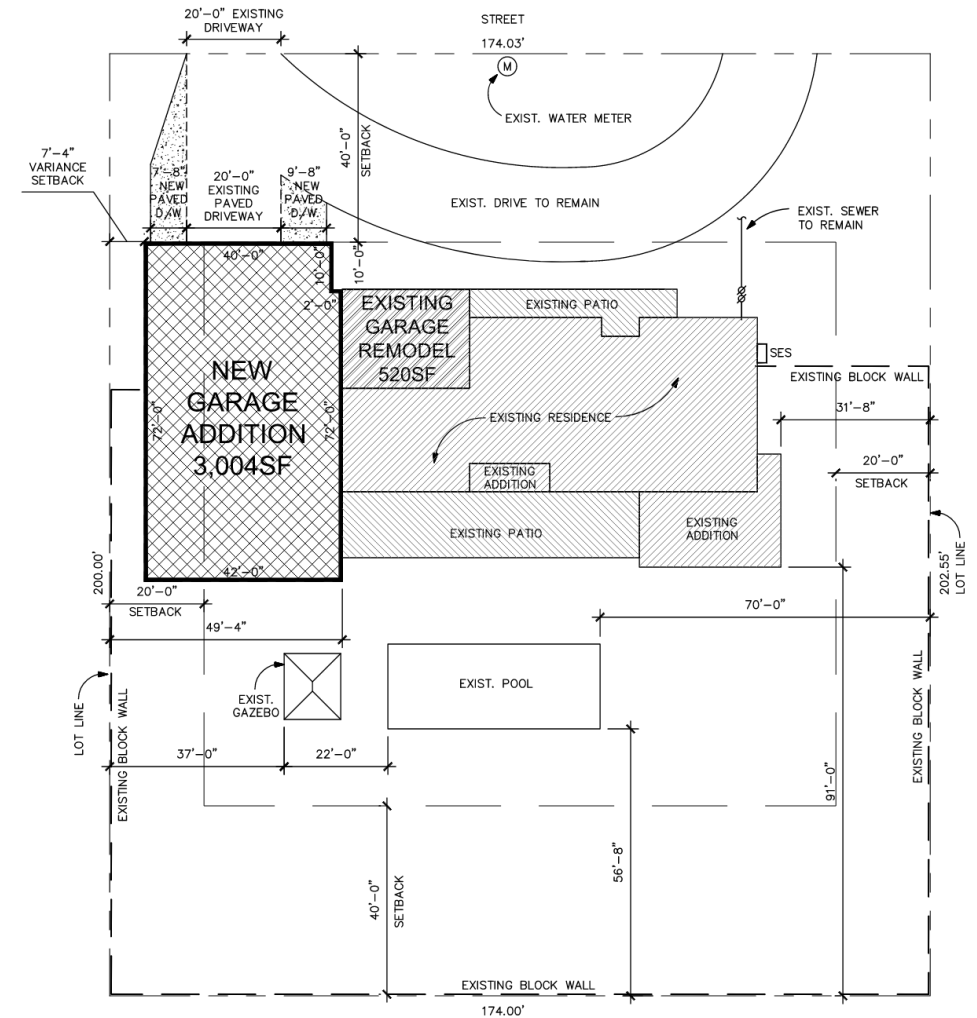 20'-0" EXISTING
DRIVEWAY
STREET
174.03'
M
EXIST. WATER METER
40'-0"
SETBACK
7'-4"
VARIANCE
SETBACK
7'-8"
NEW
PAVED
D/W
20'-0"
EXISTING
PAVED
DRIVEWAY
9'-8"
NEW
PAVED
D/W
EXIST. DRIVE TO REMAIN
EXIST. SEWER
TO REMAIN
40'-0"
10'-0"
10'-0"
2'-0"
EXISTING
GARAGE
REMODEL
520SF
EXISTING PATIO
SES
EXISTING BLOCK WALL
31'-8"
NEW
GARAGE
ADDITION
3,004SF
72'-0"
72'-0"
EXISTING RESIDENCE
20'-0"
SETBACK
EXISTING
ADDITION
EXISTING PATIO
EXISTING
ADDITION
42'-0"
200.00'
202.55'
LOT LINE
20'-0"
SETBACK
49'-4"
70'-0"
LOT LINE
EXIST.
GAZEBO
EXIST. POOL
EXISTING BLOCK WALL
EXISTING BLOCK WALL
37'-0"
22'-0"
91'-0"
56'-8"
40'-0"
SETBACK
EXISTING BLOCK WALL
174.00'